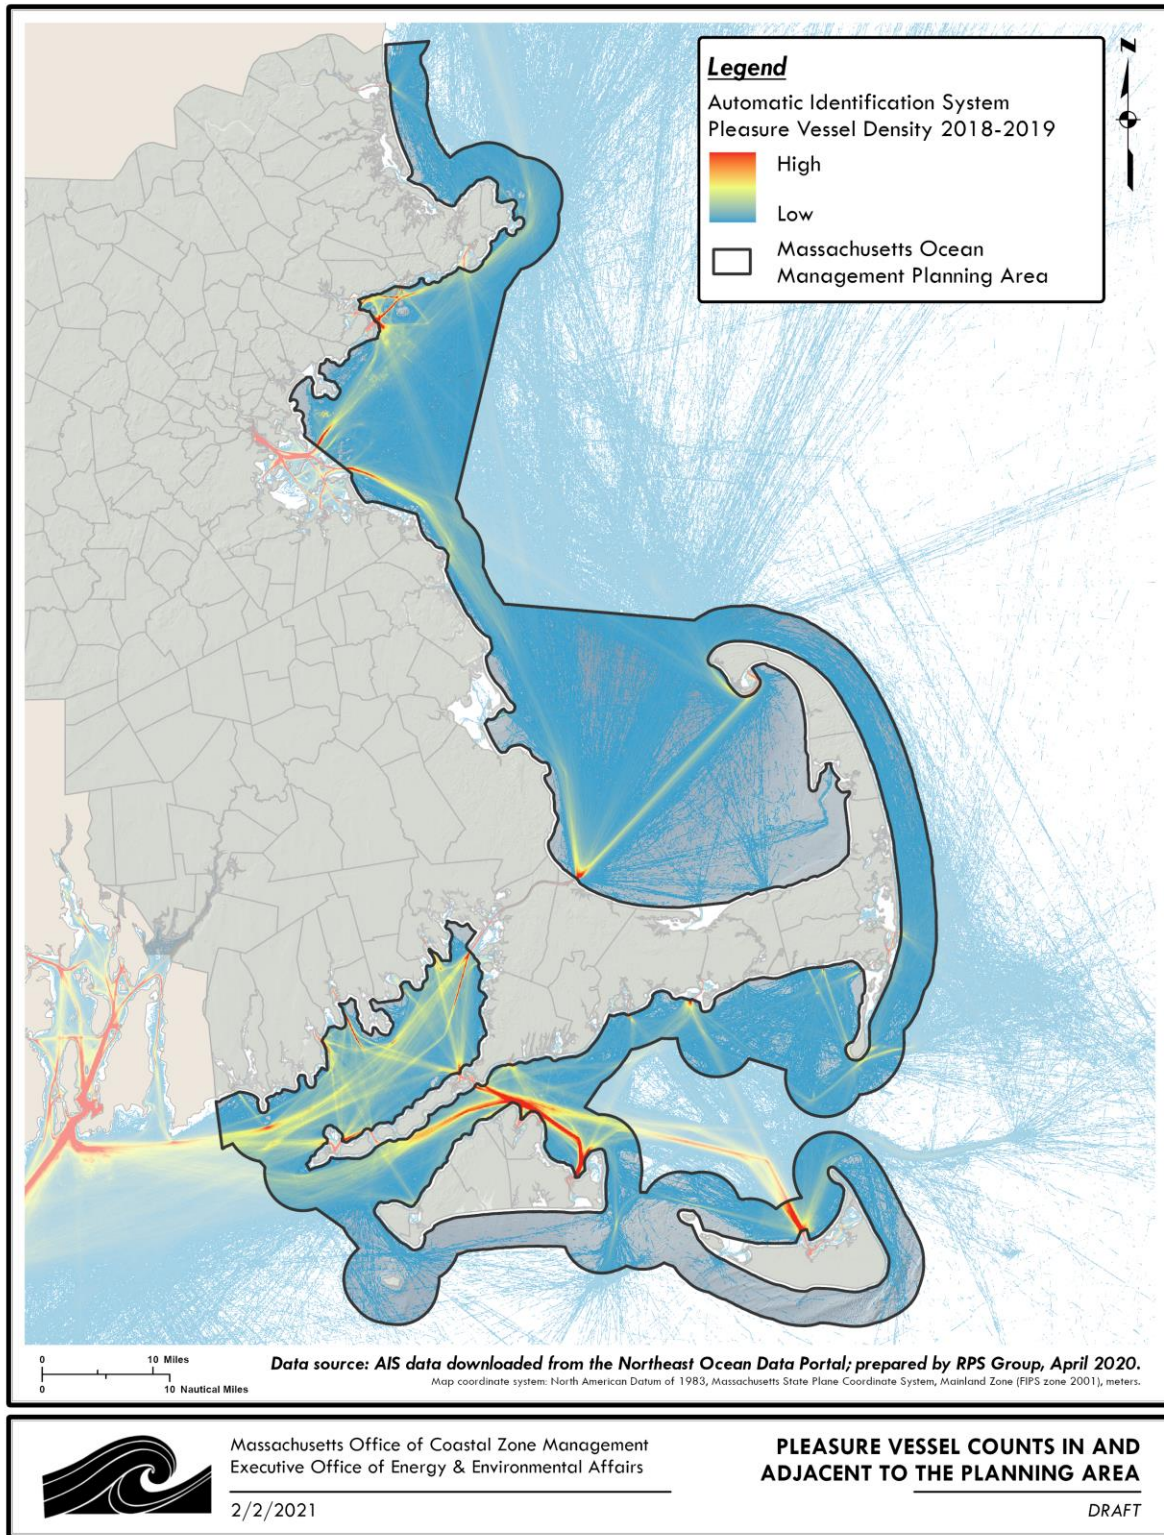 Z
Legend
Automatic Identification System
Pleasure Vessel Density 2018-2019
High
Low
Massachusetts Ocean
Management Planning Area
0 10 Miles
0 10 Nautical Miles
Data source: AIS data downloaded from the Northeast Ocean Data Portal; prepared by RPS Group, April 2020.
Map coordinate system: North American Datum of 1983, Massachusetts State Plane Coordinate System, Mainland Zone (FIPS zone 2001), meters.
Massachusetts Office of Coastal Zone Management
Executive Office of Energy & Environmental Affairs
2/2/2021
PLEASURE VESSEL COUNTS IN AND
ADJACENT TO THE PLANNING AREA
DRAFT